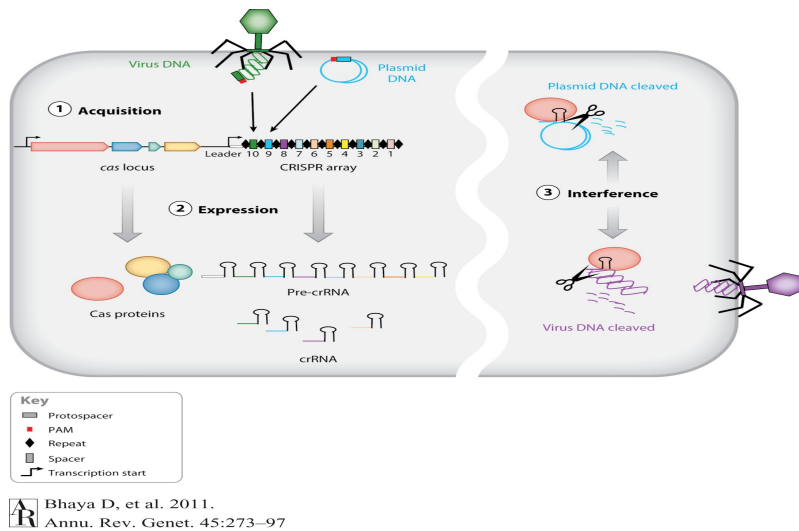 Virus DNA
Plasmid
DNA
1 Acquisition
Leader
10 9 8 7 6 5 4 3 2 1
cas locus
CRISPR array
2 Expression
Cas proteins
Pre-crRNA
crRNA
Plasmid DNA cleaved
3 Interference
Virus DNA cleaved
Key
Protospacer
PAM
Repeat
Spacer
Transcription start
AR
Bhaya D, et al. 2011.
Annu. Rev. Genet. 45:273–97